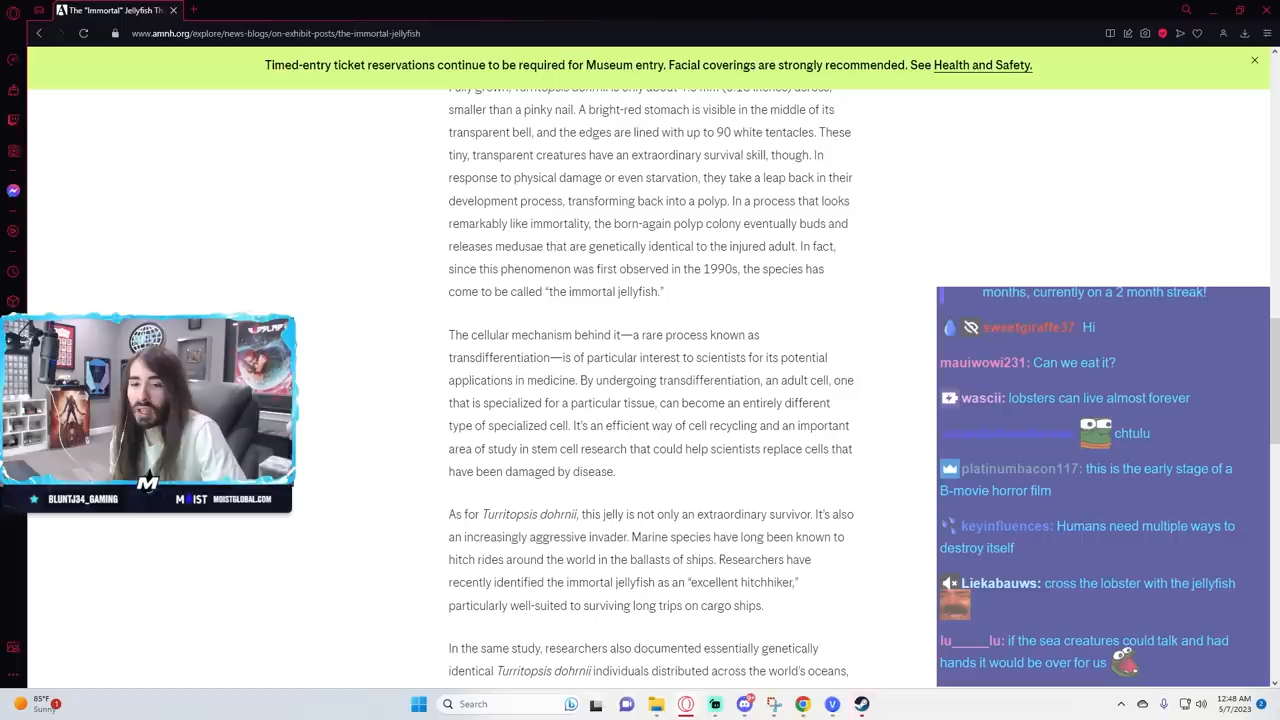 The "Immortal" Jellyfish Th
www.amnh.org/explore/news-blogs/on-exhibit-posts/the-immortal-jellyfish
Timed-entry ticket reservations continue to be required for Museum entry. Facial coverings are strongly recommended. See Health and Safety.
smaller than a pinky nail. A bright-red stomach is visible in the middle of its
transparent bell, and the edges are lined with up to 90 white tentacles. These
tiny, transparent creatures have an extraordinary survival skill, though. In
response to physical damage or even starvation, they take a leap back in their
development process, transforming back into a polyp. In a process that looks
remarkably like immortality, the born-again polyp colony eventually buds and
releases medusae that are genetically identical to the injured adult. In fact,
since this phenomenon was first observed in the 1990s, the species has
come to be called “the immortal jellyfish.”
The cellular mechanism behind it—a rare process known as
transdifferentiation—is of particular interest to scientists for its potential
applications in medicine. By undergoing transdifferentiation, an adult cell, one
that is specialized for a particular tissue, can become an entirely different
type of specialized cell. It’s an efficient way of cell recycling and an important
area of study in stem cell research that could help scientists replace cells that
have been damaged by disease.
As for Turritopsis dohrnii, this jelly is not only an extraordinary survivor. It’s also
an increasingly aggressive invader. Marine species have long been known to
hitch rides around the world in the ballasts of ships. Researchers have
recently identified the immortal jellyfish as an “excellent hitchhiker,”
particularly well-suited to surviving long trips on cargo ships.
In the same study, researchers also documented essentially genetically
identical Turritopsis dohrnii individuals distributed across the world’s oceans,
months, currently on a 2 month streak!
sweetgiraffe37 Hi
mauiwowi231: Can we eat it?
wascii: lobsters can live almost forever
chtulu
platinumbacon117: this is the early stage of a
B-movie horror film
keyinfluences: Humans need multiple ways to
destroy itself
Liekabauws: cross the lobster with the jellyfish
lu_____lu: if the sea creatures could talk and had
hands it would be over for us
BLUNTJ34_GAMING
MOIST MOISTGLOBAL.COM
85°F
Sunny
Search
12:48 AM
5/7/2023